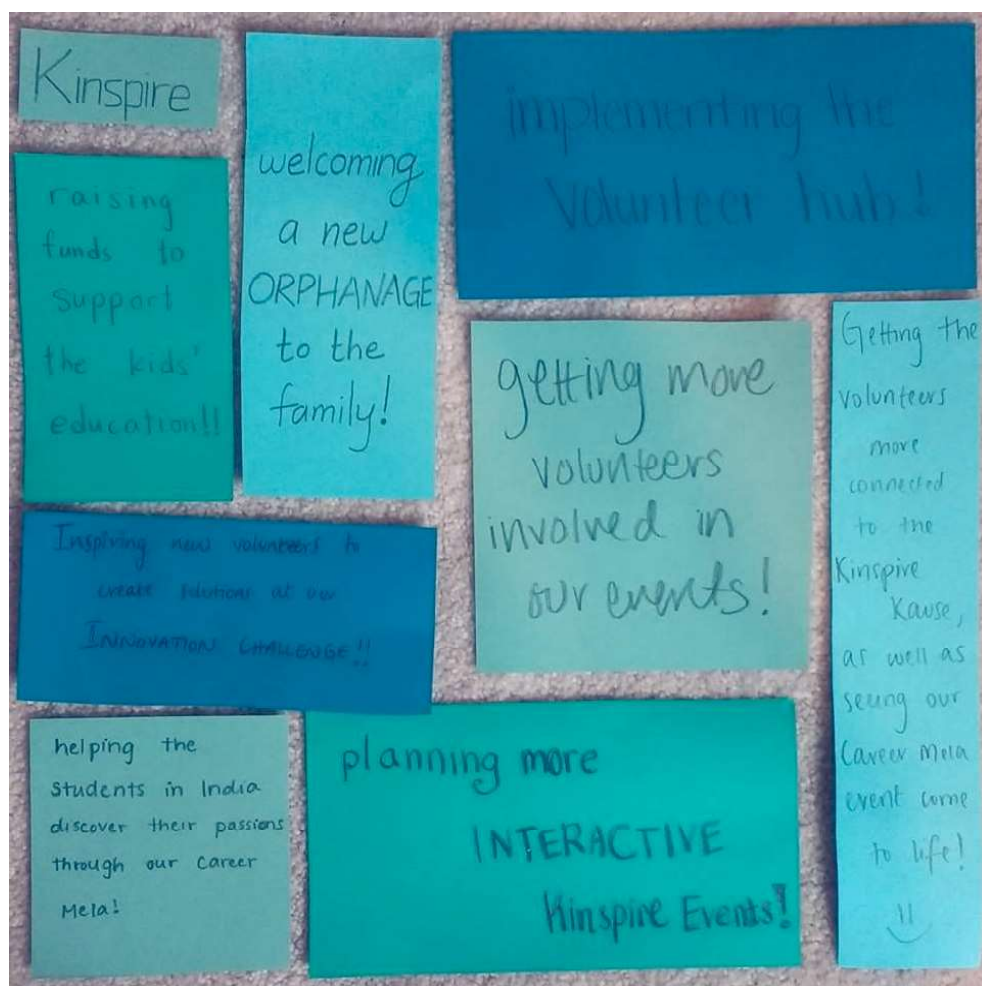 Kinspire
welcoming
a new
ORPHANAGE
to the
family!
implementing the
Volunteer hub!
raising
funds to
support
the kids'
education!!
getting more
volunteers
involved in
our events!
Getting the
volunteers
more
connected
to the
Kinspire
Kause,
as well as
seeing our
Career Mela
event come
to life!
Inspiring new volunteers to
create solutions at our
INNOVATION CHALLENGE!!
helping the
students in India
discover their passions
through our career
Mela!
planning more
INTERACTIVE
Kinspire Events!